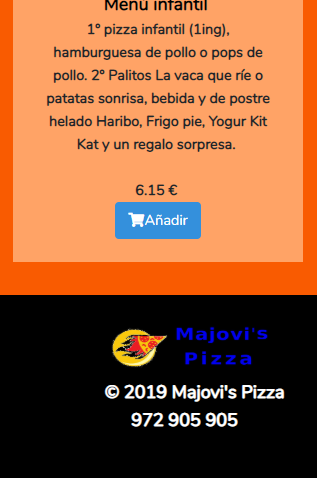 Menú infantil
1º pizza infantil (1ing),
hamburguesa de pollo o pops de
pollo. 2º Palitos La vaca que ríe o
patatas sonrisa, bebida y de postre
helado Haribo, Frigo pie, Yogur Kit
Kat y un regalo sorpresa.
6.15 €
Añadir
Majovi's
Pizza
© 2019 Majovi's Pizza
972 905 905